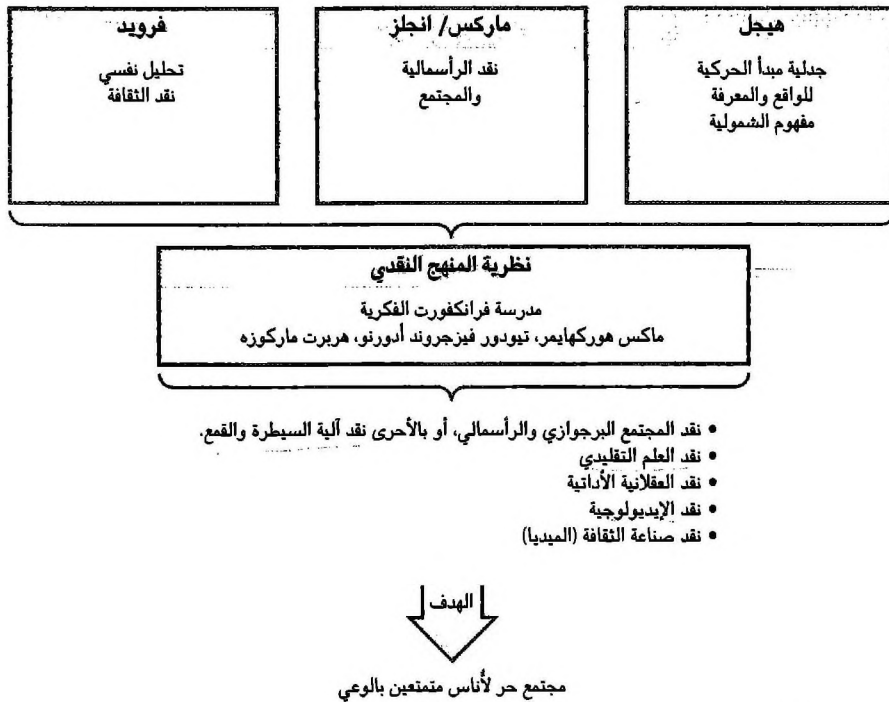 هيجل
جدلية مبدأ الحركية
للواقع والمعرفة
مفهوم الشمولية
ماركس/ انجلز
نقد الرأسمالية
والمجتمع
فرويد
تحليل نفسي
نقد الثقافة
نظرية المنهج النقدي
مدرسة فرانكفورت الفكرية
ماكس هوركهايمر، تيودور فيزجروند أدورنو، هربرت ماركوزه
• نقد المجتمع البرجوازي والرأسمالي، أو بالأحرى نقد آلية السيطرة والقمع.
• نقد العلم التقليدي
• نقد العقلانية الأداتية
• نقد الإيديولوجية
• نقد صناعة الثقافة (الميديا)
الهدف
مجتمع حر لأُناس متمتعين بالوعي